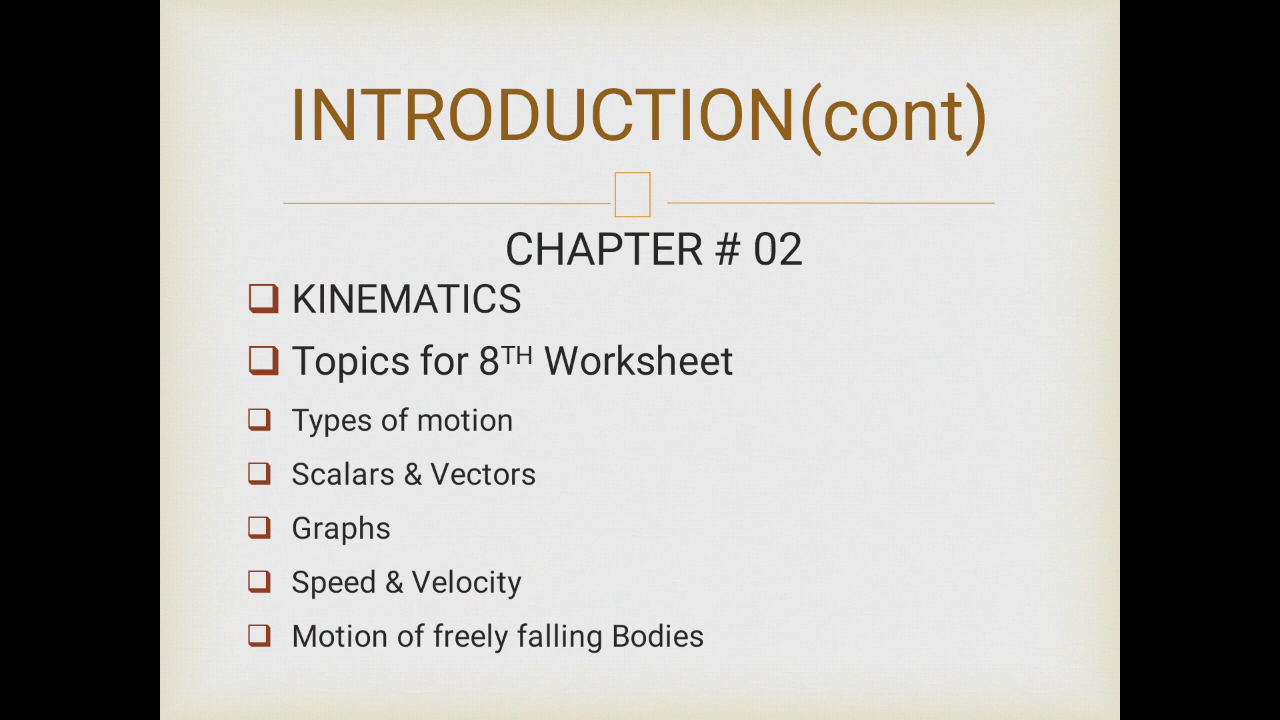 INTRODUCTION(cont)
CHAPTER # 02
KINEMATICS
Topics for 8TH Worksheet
Types of motion
Scalars & Vectors
Graphs
Speed & Velocity
Motion of freely falling Bodies